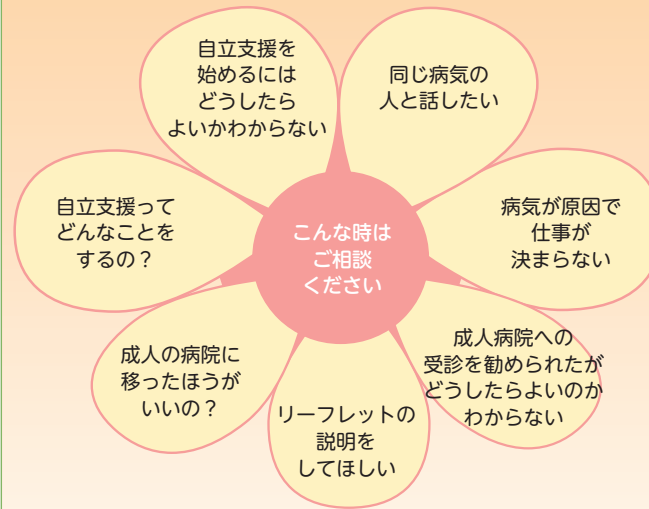 自立支援を
始めるには
どうしたら
よいかわからない
同じ病気の
人と話したい
病気が原因で
仕事が
決まらない
成人病院への
受診を勧められたが
どうしたらよいのか
わからない
リーフレットの
説明を
してほしい
成人の病院に
移ったほうが
いいの？
自立支援って
どんなことを
するの？
こんな時は
ご相談
ください